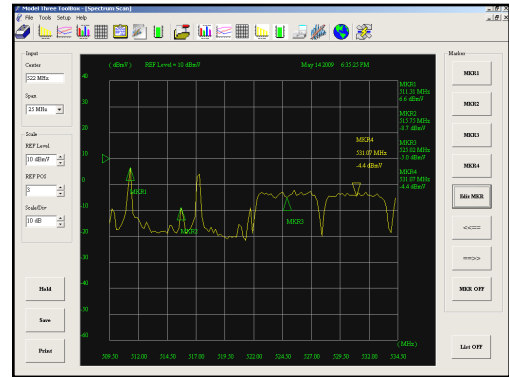 Model Three ToolBox - [Spectrum Scan]
File Tools Setup Help
Input
Center
522 MHz
Span
25 MHz
Scale
REF Level
10 dBmV
REF POS
3
Scale/Div
10 dB
Hold
Save
Print
( dBmV ) REF Level = 10 dBmV May 14 2009 6:35:25 PM
40
30
20
10
0
-10
-20
-30
-40
-50
-60
MKR1
511.31 MHz
6.6 dBmV
MKR2
515.75 MHz
-8.7 dBmV
MKR3
525.02 MHz
-5.0 dBmV
MKR4
531.07 MHz
-4.4 dBmV
MKR4
531.07 MHz
-4.4 dBmV
MKR1
MKR2
MKR3
( MHz )
509.50 512.00 514.50 517.00 519.50 522.00 524.50 527.00 529.50 532.00 534.50
Marker
MKR1
MKR2
MKR3
MKR4
Edit MKR
<<==
==>>
MKR OFF
List OFF